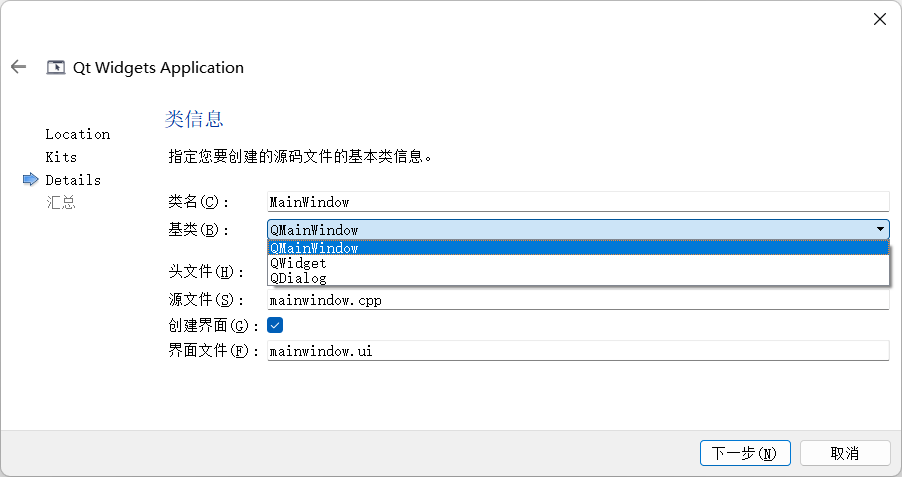 Qt Widgets Application
类信息
Location
Kits
Details
汇总
指定您要创建的源码文件的基本类信息。
类名(C): MainWindow
基类(B): QMainWindow
QMainWindow
QWidget
QDialog
头文件(H):
源文件(S): mainwindow.cpp
创建界面(G):
界面文件(F): mainwindow.ui
下一步(N) 取消